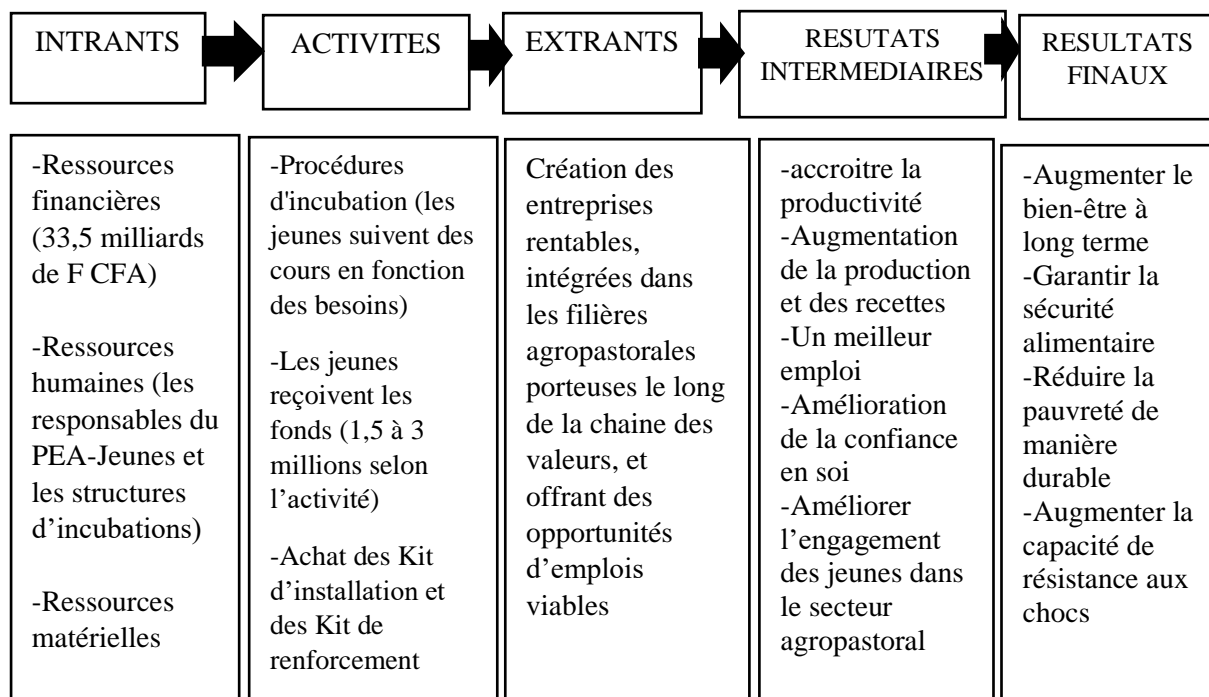 INTRANTS
ACTIVITES
EXTRANTS
RESUTATS
INTERMEDIAIRES
RESULTATS
FINAUX
-Ressources
financières
(33,5 milliards
de F CFA)
-Ressources
humaines (les
responsables du
PEA-Jeunes et
les structures
d’incubations)
-Ressources
matérielles
-Procédures
d'incubation (les
jeunes suivent des
cours en fonction
des besoins)
-Les jeunes
reçoivent les
fonds (1,5 à 3
millions selon
l’activité)
-Achat des Kit
d’installation et
des Kit de
renforcement
Création des
entreprises
rentables,
intégrées dans
les filières
agropastorales
porteuses le long
de la chaine des
valeurs, et
offrant des
opportunités
d’emplois
viables
-accroitre la
productivité
-Augmentation
de la production
et des recettes
-Un meilleur
emploi
-Amélioration
de la confiance
en soi
-Améliorer
l’engagement
des jeunes dans
le secteur
agropastoral
-Augmenter le
bien-être à
long terme
-Garantir la
sécurité
alimentaire
-Réduire la
pauvreté de
manière
durable
-Augmenter la
capacité de
résistance aux
chocs